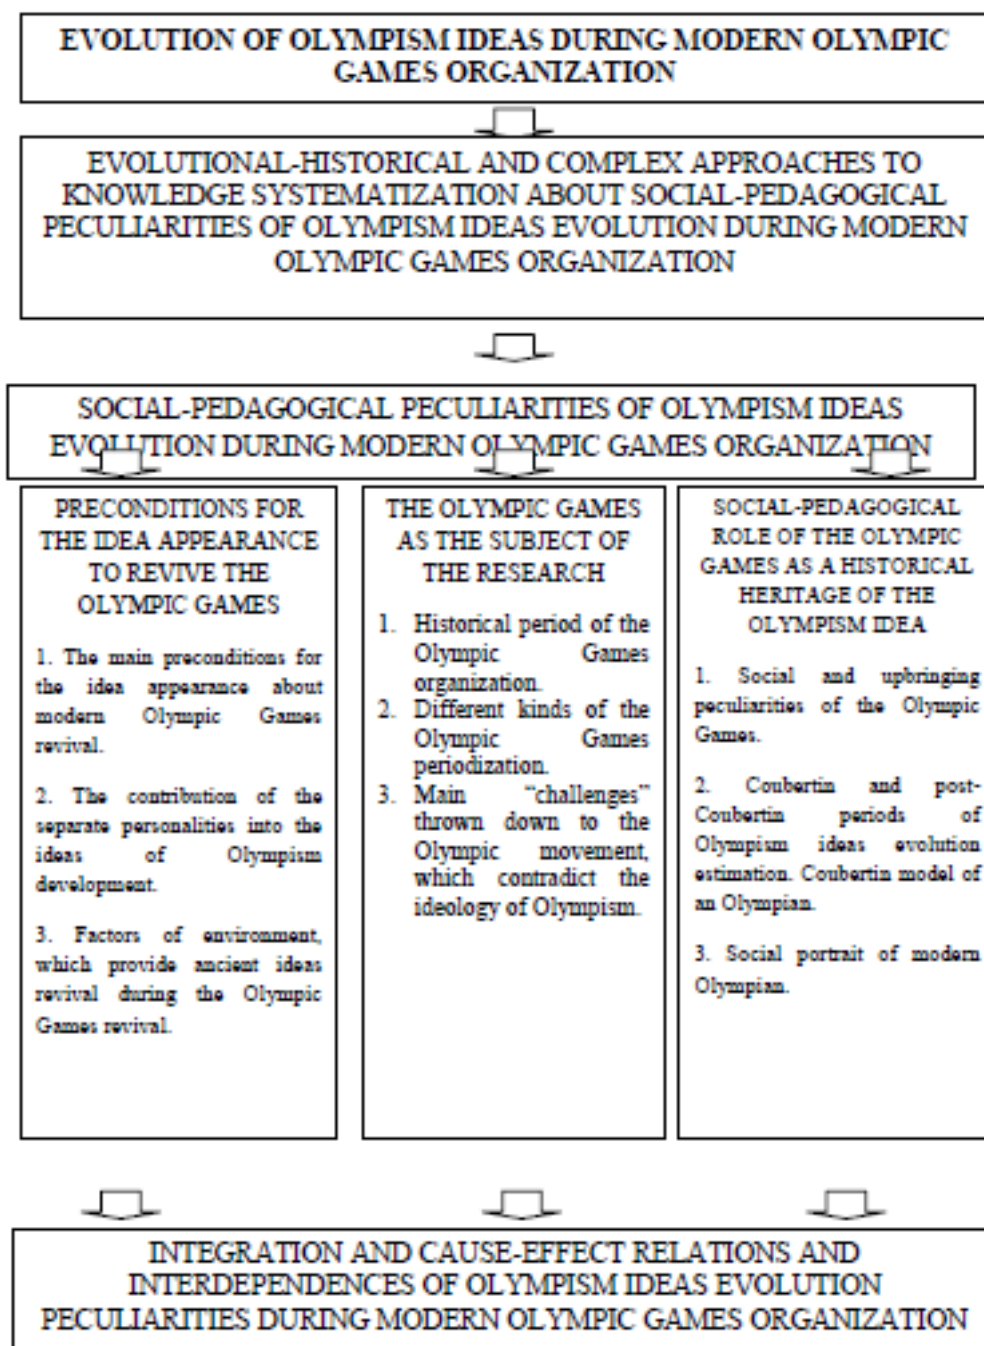 EVOLUTION OF OLYMPISM IDEAS DURING MODERN OLYMPIC
GAMES ORGANIZATION
EVOLUTIONAL-HISTORICAL AND COMPLEX APPROACHES TO
KNOWLEDGE SYSTEMATIZATION ABOUT SOCIAL-PEDAGOGICAL
PECULIARITIES OF OLYMPISM IDEAS EVOLUTION DURING MODERN
OLYMPIC GAMES ORGANIZATION
SOCIAL-PEDAGOGICAL PECULIARITIES OF OLYMPISM IDEAS
EVOLUTION DURING MODERN OLYMPIC GAMES ORGANIZATION
PRECONDITIONS FOR
THE IDEA APPEARANCE
TO REVIVE THE
OLYMPIC GAMES
1. The main preconditions for
the idea appearance about
modern Olympic Games
revival.
2. The contribution of the
separate personalities into the
ideas of Olympism
development.
3. Factors of environment,
which provide ancient ideas
revival during the Olympic
Games revival.
THE OLYMPIC GAMES
AS THE SUBJECT OF
THE RESEARCH
1. Historical period of the
Olympic Games
organization.
2. Different kinds of the
Olympic Games
periodization.
3. Main “challenges”
thrown down to the
Olympic movement,
which contradict the
ideology of Olympism.
SOCIAL-PEDAGOGICAL
ROLE OF THE OLYMPIC
GAMES AS A HISTORICAL
HERITAGE OF THE
OLYMPISM IDEA
1. Social and upbringing
peculiarities of the Olympic
Games.
2. Coubertin and post-
Coubertin periods of
Olympism ideas evolution
estimation. Coubertin model of
an Olympian.
3. Social portrait of modern
Olympian.
INTEGRATION AND CAUSE-EFFECT RELATIONS AND
INTERDEPENDENCES OF OLYMPISM IDEAS EVOLUTION
PECULIARITIES DURING MODERN OLYMPIC GAMES ORGANIZATION